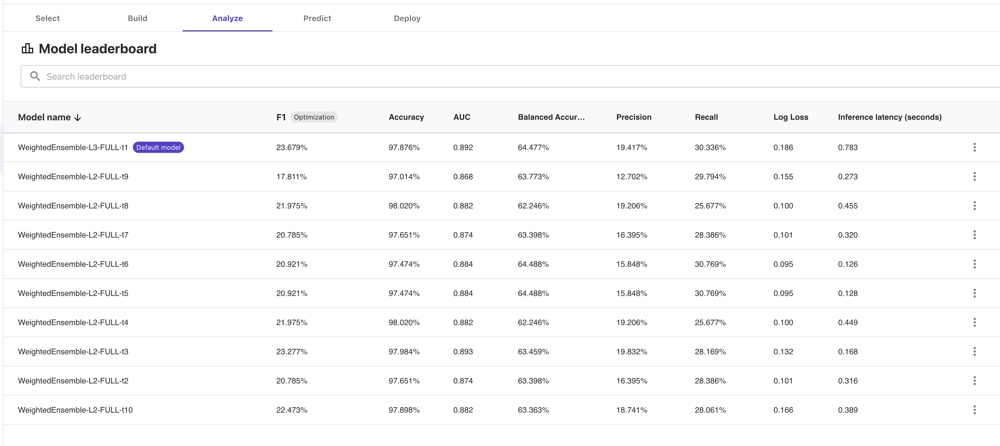 Select Build Analyze Predict Deploy
Model leaderboard
Search leaderboard
Model name F1 Optimization Accuracy AUC Balanced Accur... Precision Recall Log Loss Inference latency (seconds)
WeightedEnsemble-L3-FULL-t1 Default model 23.679% 97.876% 0.892 64.477% 19.417% 30.336% 0.186 0.783
WeightedEnsemble-L2-FULL-t9 17.811% 97.014% 0.868 63.773% 12.702% 29.794% 0.155 0.273
WeightedEnsemble-L2-FULL-t8 21.975% 98.020% 0.882 62.246% 19.206% 25.677% 0.100 0.455
WeightedEnsemble-L2-FULL-t7 20.785% 97.651% 0.874 63.398% 16.395% 28.386% 0.101 0.320
WeightedEnsemble-L2-FULL-t6 20.921% 97.474% 0.884 64.488% 15.848% 30.769% 0.095 0.126
WeightedEnsemble-L2-FULL-t5 20.921% 97.474% 0.884 64.488% 15.848% 30.769% 0.095 0.128
WeightedEnsemble-L2-FULL-t4 21.975% 98.020% 0.882 62.246% 19.206% 25.677% 0.100 0.449
WeightedEnsemble-L2-FULL-t3 23.277% 97.984% 0.893 63.459% 19.832% 28.169% 0.132 0.168
WeightedEnsemble-L2-FULL-t2 20.785% 97.651% 0.874 63.398% 16.395% 28.386% 0.101 0.316
WeightedEnsemble-L2-FULL-t10 22.473% 97.898% 0.882 63.363% 18.741% 28.061% 0.166 0.389